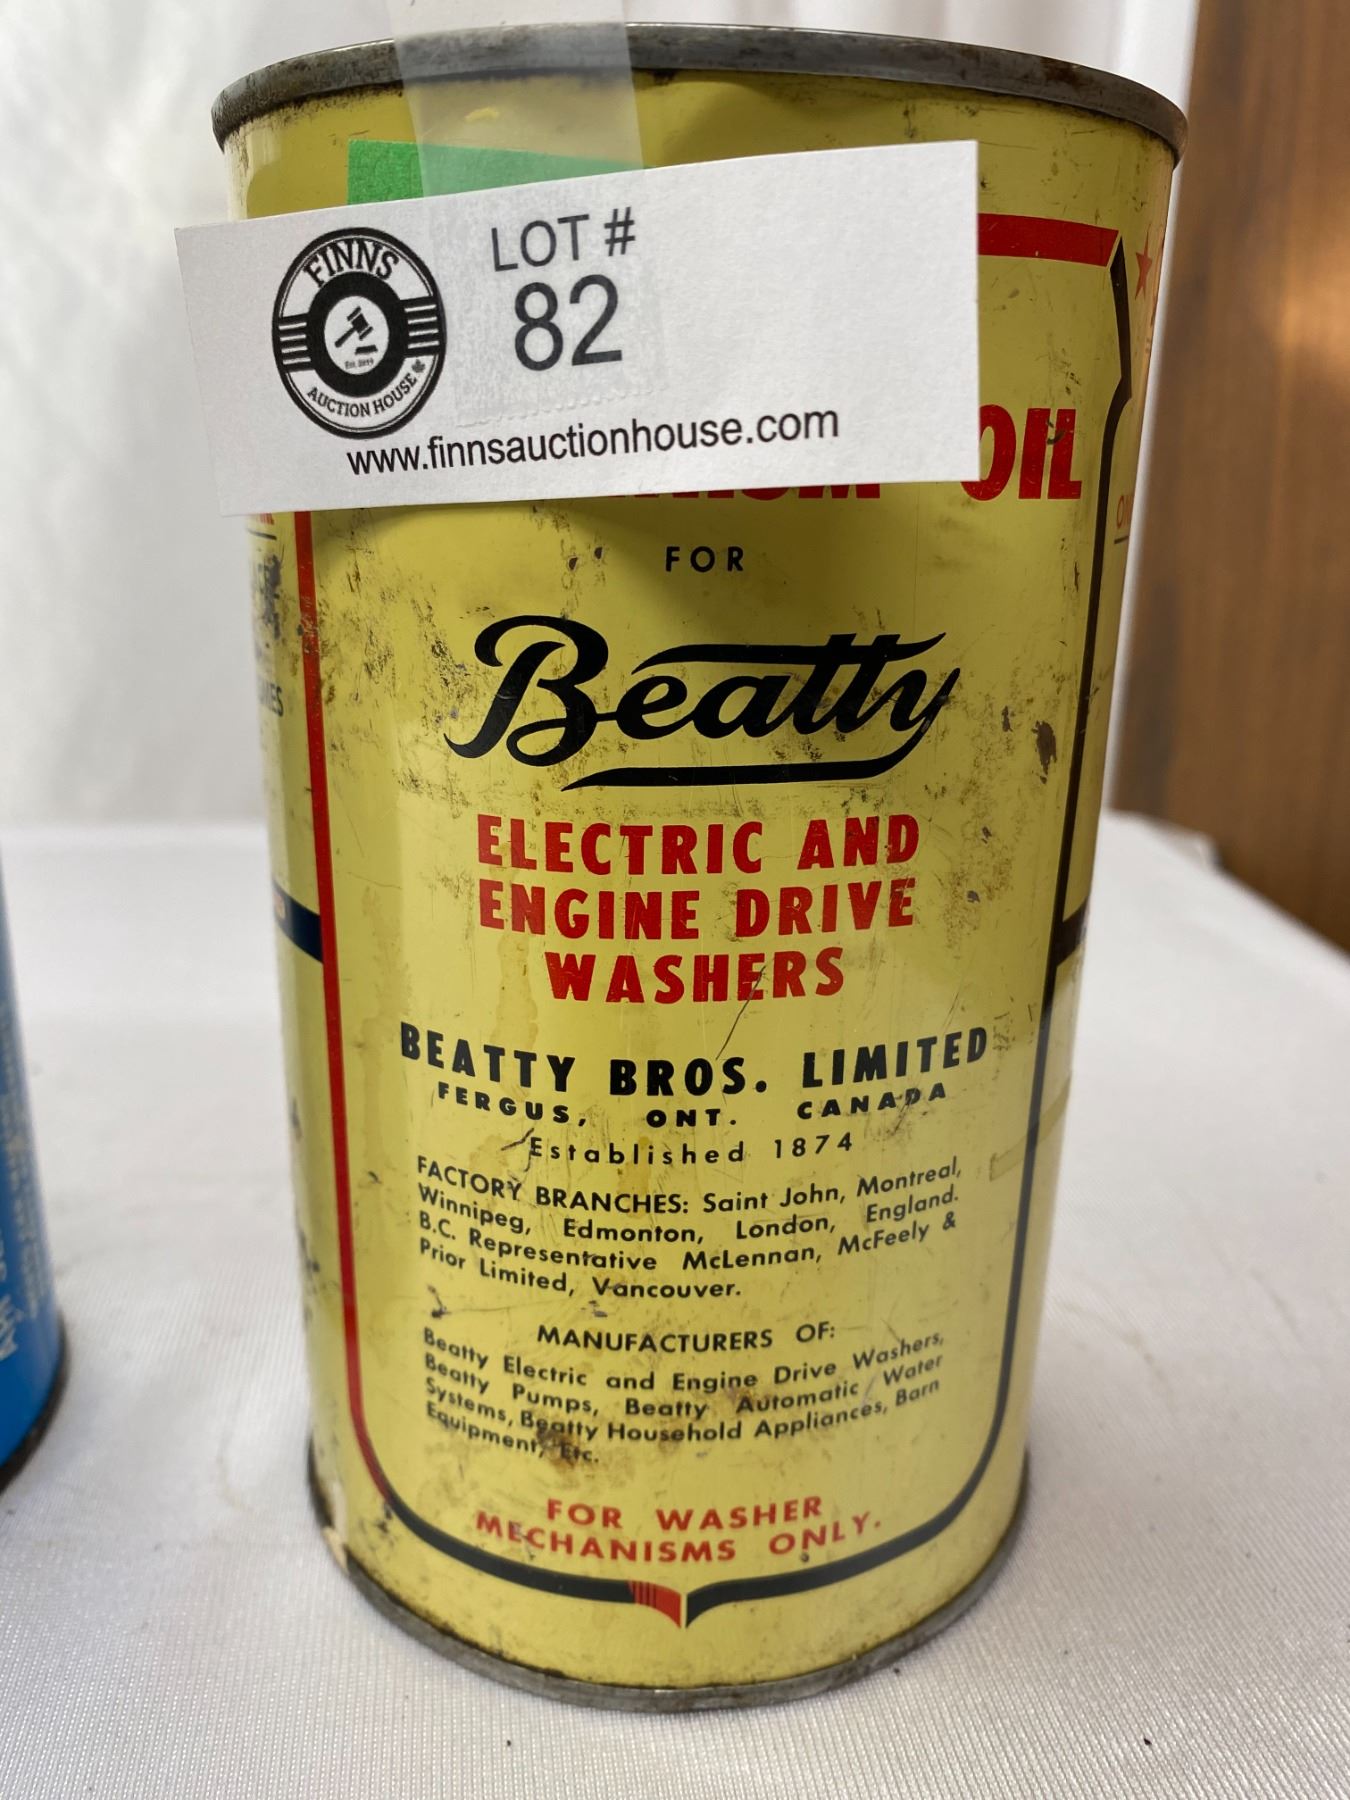 FINNS
AUCTION HOUSE
LOT #
82
www.finnsauctionhouse.com
OIL
FOR
Beatty
ELECTRIC AND
ENGINE DRIVE
WASHERS
BEATTY BROS. LIMITED
FERGUS, ONT. CANADA
Established 1874
FACTORY BRANCHES: Saint John, Montreal,
Winnipeg, Edmonton, London, England.
B.C. Representative McLennan, McFeely &
Prior Limited, Vancouver.
MANUFACTURERS OF:
Beatty Electric and Engine Drive Washers,
Beatty Pumps, Beatty Automatic Water
Systems, Beatty Household Appliances, Barn
Equipment, Etc.
FOR WASHER
MECHANISMS ONLY.